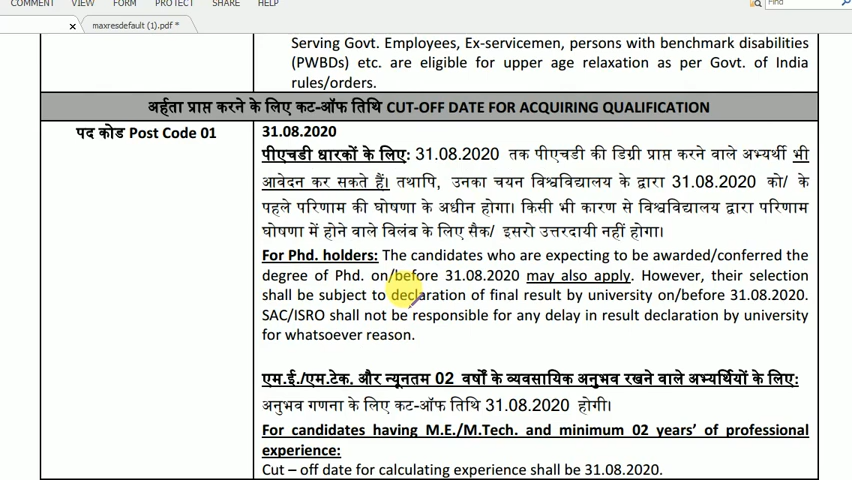 COMMENT VIEW FORM PROTECT SHARE HELP Find
x maxresdefault (1).pdf * x
Serving Govt. Employees, Ex-servicemen, persons with benchmark disabilities
(PWBDs) etc. are eligible for upper age relaxation as per Govt. of India
rules/orders.
अर्हता प्राप्त करने के लिए कट-ऑफ तिथि CUT-OFF DATE FOR ACQUIRING QUALIFICATION
पद कोड Post Code 01
31.08.2020
पीएचडी धारकों के लिए: 31.08.2020 तक पीएचडी की डिग्री प्राप्त करने वाले अभ्यर्थी भी
आवेदन कर सकते हैं। तथापि, उनका चयन विश्वविद्यालय के द्वारा 31.08.2020 को/ के
पहले परिणाम की घोषणा के अधीन होगा। किसी भी कारण से विश्वविद्यालय द्वारा परिणाम
घोषणा में होने वाले विलंब के लिए सैक/ इसरो उत्तरदायी नहीं होगा।
For Phd. holders: The candidates who are expecting to be awarded/conferred the
degree of Phd. on/before 31.08.2020 may also apply. However, their selection
shall be subject to declaration of final result by university on/before 31.08.2020.
SAC/ISRO shall not be responsible for any delay in result declaration by university
for whatsoever reason.
एम.ई./एम.टेक. और न्यूनतम 02 वर्षों के व्यवसायिक अनुभव रखने वाले अभ्यर्थियों के लिए:
अनुभव गणना के लिए कट-ऑफ तिथि 31.08.2020 होगी।
For candidates having M.E./M.Tech. and minimum 02 years' of professional
experience:
Cut – off date for calculating experience shall be 31.08.2020.